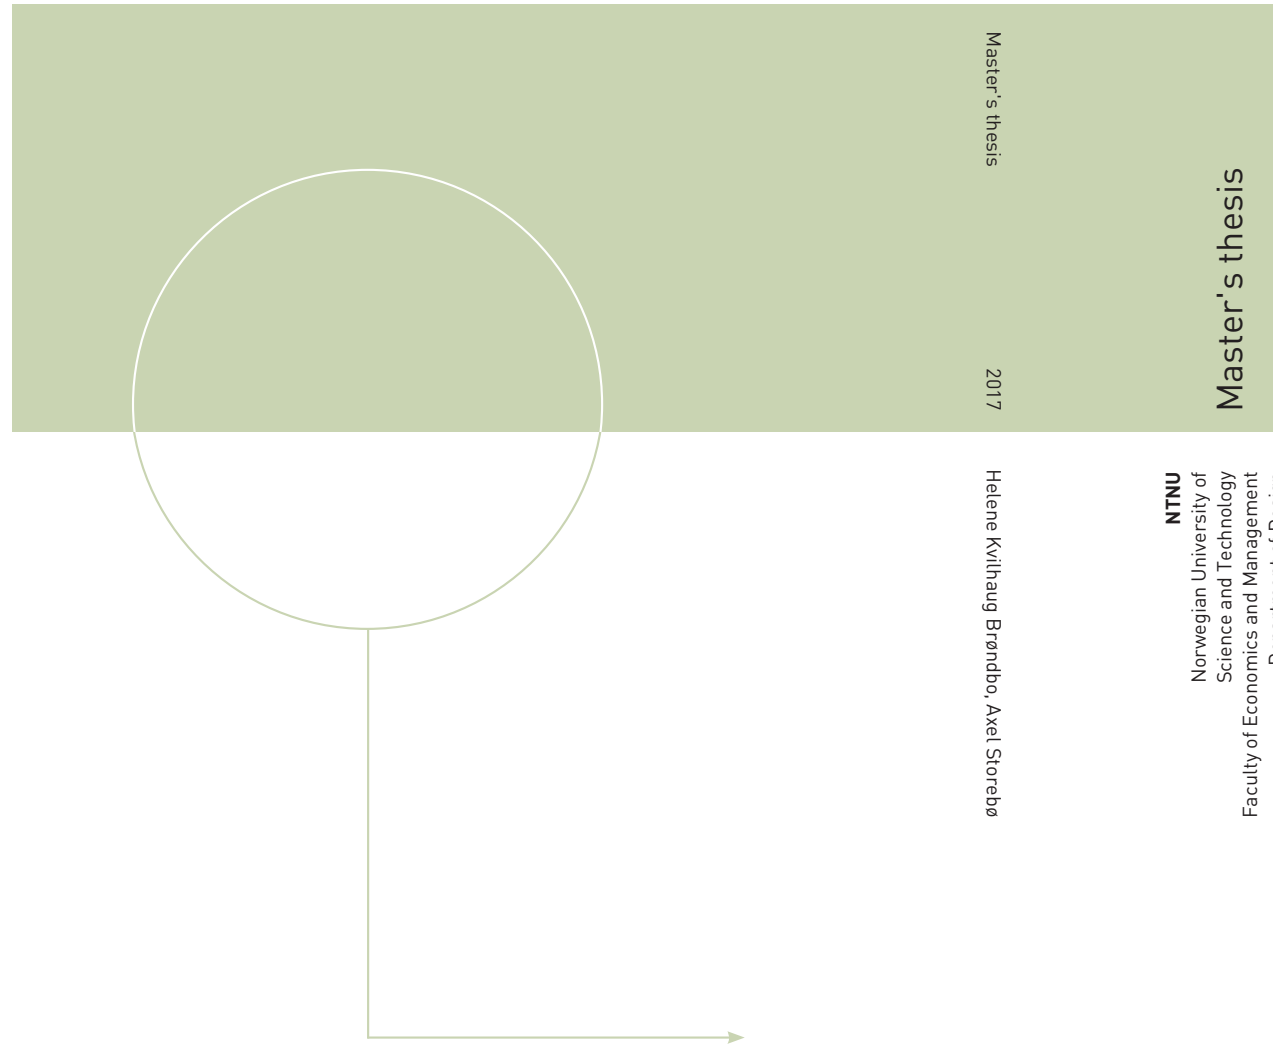 Master's thesis
2017
Helene Kvilhaug Brøndbo, Axel Storebø
Master's thesis
NTNU
Norwegian University of
Science and Technology
Faculty of Economics and Management